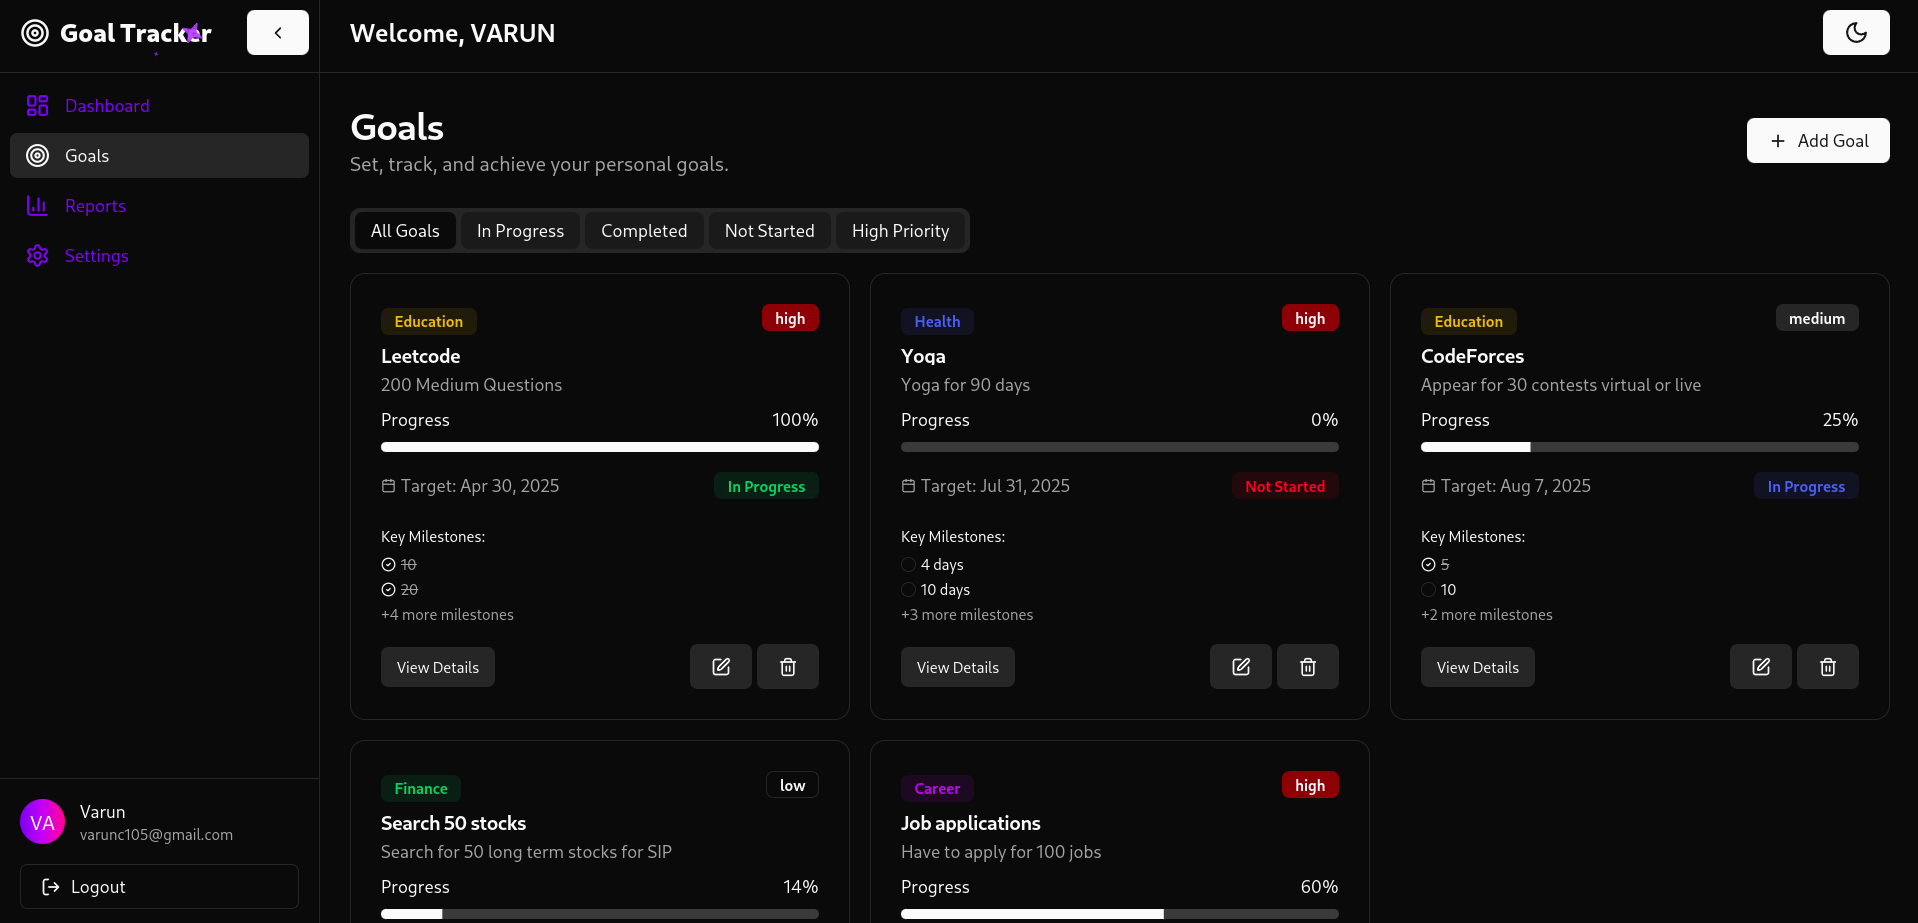 Goal Tracker
Welcome, VARUN
Dashboard
Goals
Reports
Settings
Goals
Set, track, and achieve your personal goals.
+ Add Goal
All Goals In Progress Completed Not Started High Priority
Education high
Leetcode
200 Medium Questions
Progress 100%
Target: Apr 30, 2025 In Progress
Key Milestones:
10
20
+4 more milestones
View Details
Health high
Yoga
Yoga for 90 days
Progress 0%
Target: Jul 31, 2025 Not Started
Key Milestones:
4 days
10 days
+3 more milestones
View Details
Education medium
CodeForces
Appear for 30 contests virtual or live
Progress 25%
Target: Aug 7, 2025 In Progress
Key Milestones:
5
10
+2 more milestones
View Details
Finance low
Search 50 stocks
Search for 50 long term stocks for SIP
Progress 14%
Career high
Job applications
Have to apply for 100 jobs
Progress 60%
VA
Varun
varunc105@gmail.com
Logout